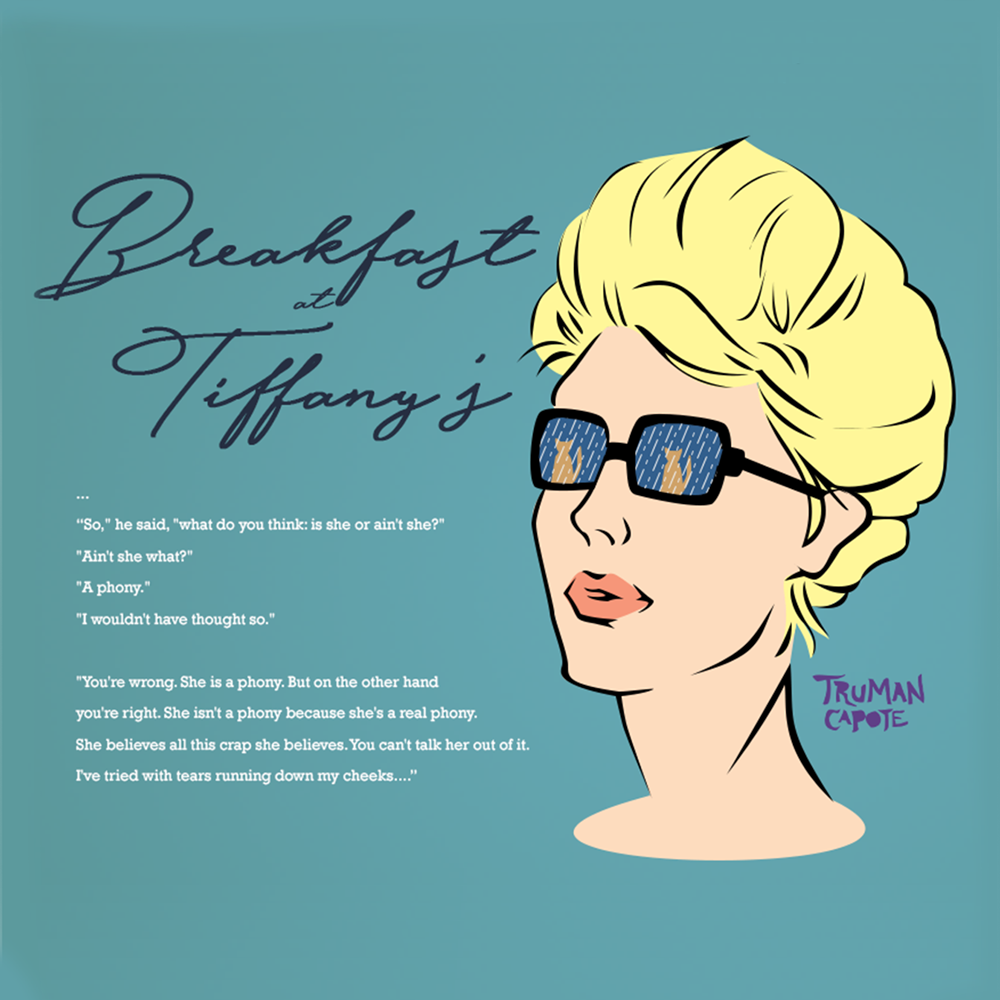 Breakfast
at
Tiffany's
...
“So," he said, "what do you think: is she or ain't she?"
"Ain't she what?"
"A phony."
"I wouldn't have thought so."
"You're wrong. She is a phony. But on the other hand
you're right. She isn't a phony because she's a real phony.
She believes all this crap she believes. You can't talk her out of it.
I've tried with tears running down my cheeks....”
TRUMAN
CAPOTE